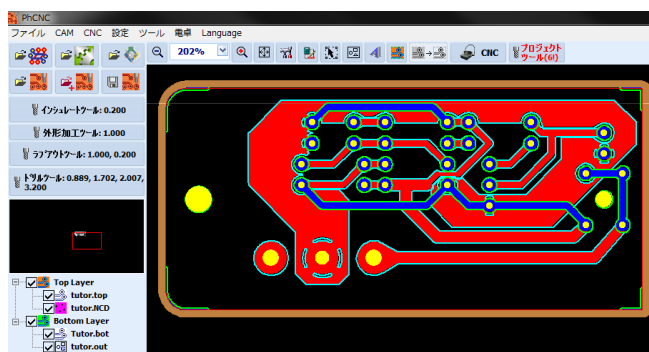 PhCNC
ファイル CAM CNC 設定 ツール 電卓 Language
202% CNC プロジェクト
ツール(6!)
インシュレートツール: 0.200
外形加工ツール: 1.000
ラブアウトツール: 1.000, 0.200
ドリルツール: 0.889, 1.702, 2.007,
3.200
Top Layer
tutor.top
tutor.NCD
Bottom Layer
Tutor.bot
tutor.out